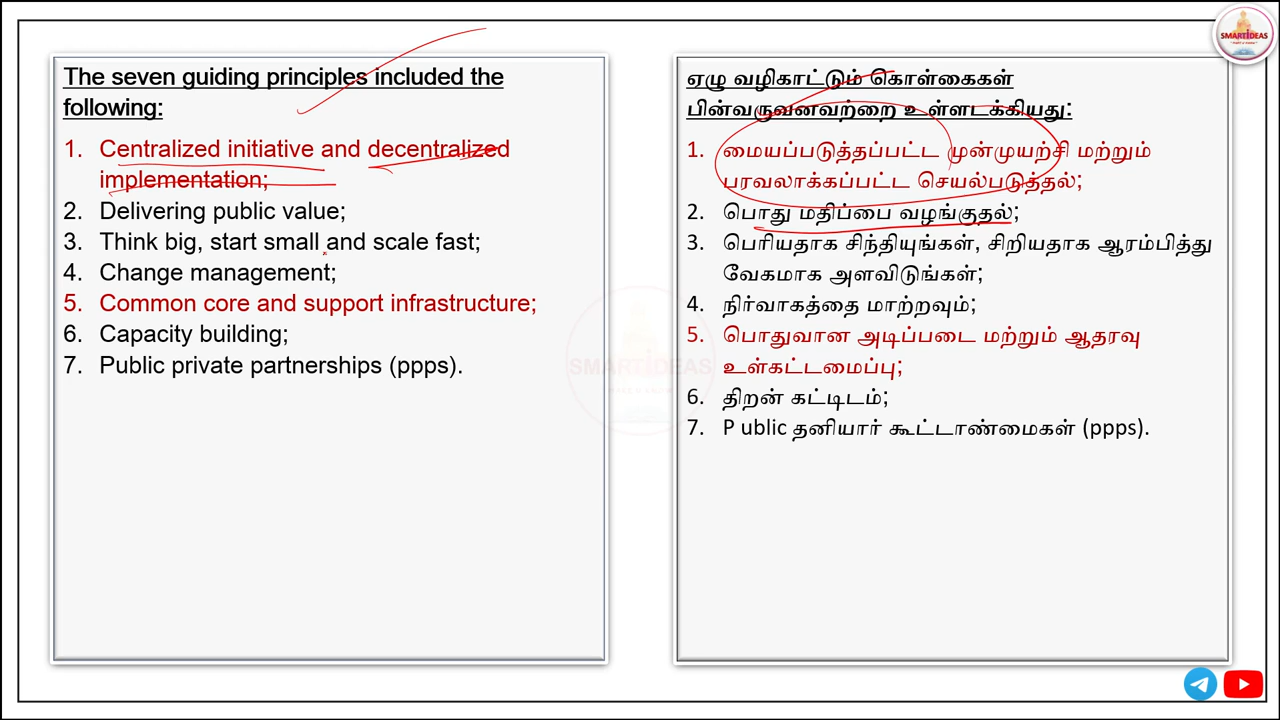 SMARTIDEAS
The seven guiding principles included the
following:
1. Centralized initiative and decentralized
implementation;
2. Delivering public value;
3. Think big, start small and scale fast;
4. Change management;
5. Common core and support infrastructure;
6. Capacity building;
7. Public private partnerships (ppps).
ஏழு வழிகாட்டும் கொள்கைகள்
பின்வருவனவற்றை உள்ளடக்கியது:
1. மையப்படுத்தப்பட்ட முன்முயற்சி மற்றும்
பரவலாக்கப்பட்ட செயல்படுத்தல்;
2. பொது மதிப்பை வழங்குதல்;
3. பெரியதாக சிந்தியுங்கள், சிறியதாக ஆரம்பித்து
வேகமாக அளவிடுங்கள்;
4. நிர்வாகத்தை மாற்றவும்;
5. பொதுவான அடிப்படை மற்றும் ஆதரவு
உள்கட்டமைப்பு;
6. திறன் கட்டிடம்;
7. P ublic தனியார் கூட்டாண்மைகள் (ppps).
SMARTIDEAS